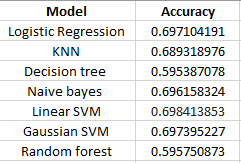 Model Accuracy
Logistic Regression 0.697104191
KNN 0.689318976
Decision tree 0.595387078
Naive bayes 0.696158324
Linear SVM 0.698413853
Gaussian SVM 0.697395227
Random forest 0.595750873